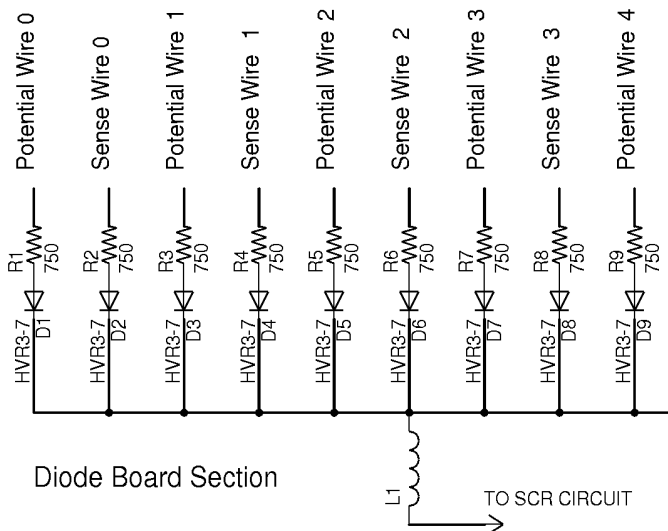 Potential Wire 0
Sense Wire 0
Potential Wire 1
Sense Wire 1
Potential Wire 2
Sense Wire 2
Potential Wire 3
Sense Wire 3
Potential Wire 4
R1
750
R2
750
R3
750
R4
750
R5
750
R6
750
R7
750
R8
750
R9
750
HVR3-7
D1
HVR3-7
D2
HVR3-7
D3
HVR3-7
D4
HVR3-7
D5
HVR3-7
D6
HVR3-7
D7
HVR3-7
D8
HVR3-7
D9
Diode Board Section
L1
TO SCR CIRCUIT